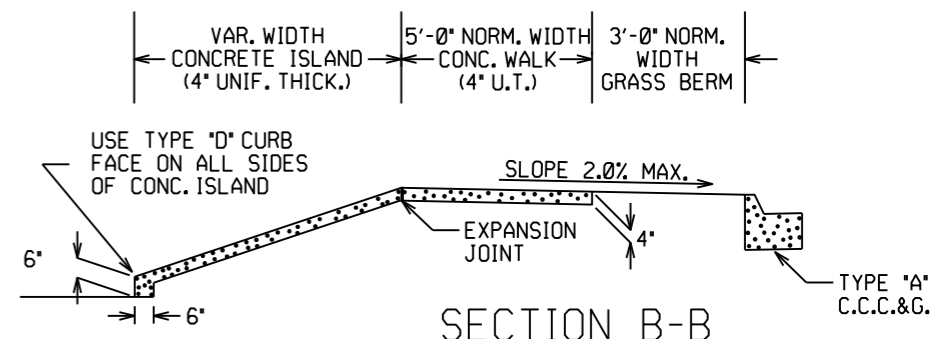 VAR. WIDTH
CONCRETE ISLAND
(4" UNIF. THICK.)
5'-0" NORM. WIDTH
CONC. WALK
(4" U.T.)
3'-0" NORM.
WIDTH
GRASS BERM
USE TYPE "D" CURB
FACE ON ALL SIDES
OF CONC. ISLAND
SLOPE 2.0% MAX.
EXPANSION
JOINT
4"
6"
6"
TYPE "A"
C.C.C.&G.
SECTION B-B